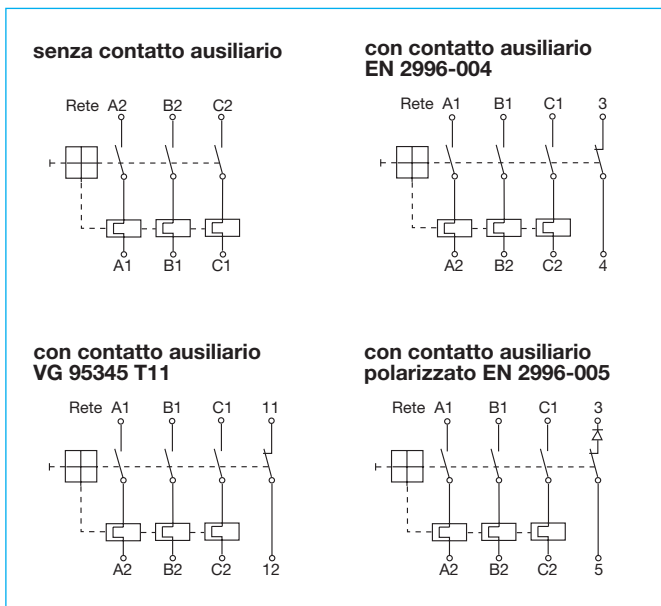 senza contatto ausiliario
Rete A2 B2 C2
A1 B1 C1
con contatto ausiliario
EN 2996-004
Rete A1 B1 C1 3
A2 B2 C2 4
con contatto ausiliario
VG 95345 T11
Rete A1 B1 C1 11
A2 B2 C2 12
con contatto ausiliario
polarizzato EN 2996-005
Rete A1 B1 C1 3
A2 B2 C2 5